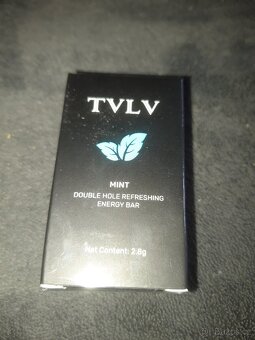 TVLV
MINT
DOUBLE HOLE REFRESHING
ENERGY BAR
Net Content: 2.8g